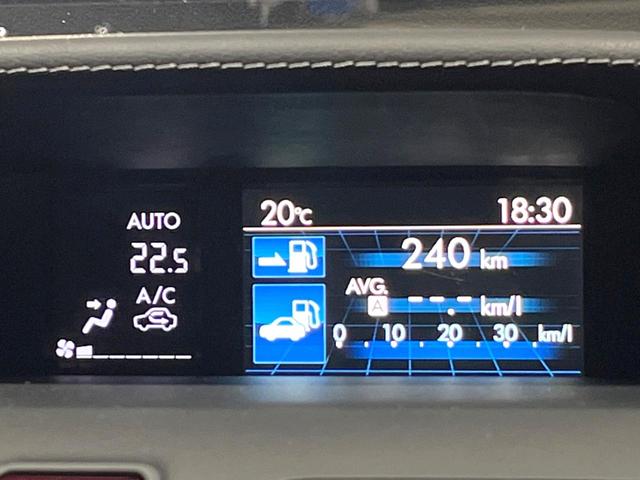 20℃ 18:30
AUTO
22.5
A/C
240 km
AVG.
A --.- km/l
0 . 10 . 20 . 30 . km/l